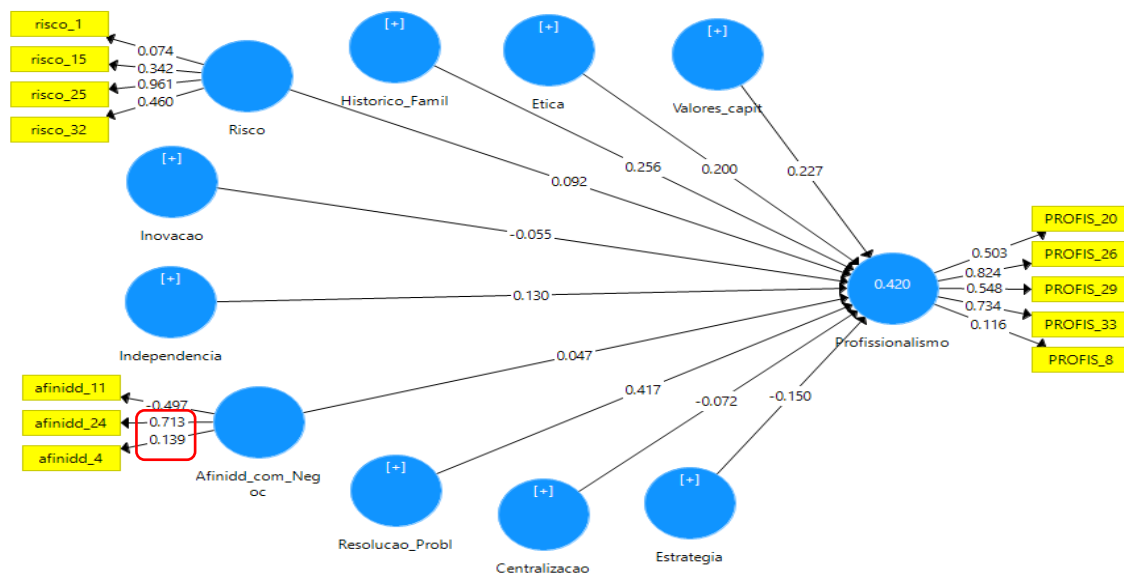 risco_1
risco_15
risco_25
risco_32
0.074
0.342
0.961
0.460
Risco
[+]
Historico_Famil
[+]
Etica
[+]
Valores_capit
0.256
0.200
0.227
0.092
[+]
Inovacao
-0.055
[+]
Independencia
0.130
afinidd_11
afinidd_24
afinidd_4
-0.497
0.713
0.139
Afinidd_com_Neg
oc
0.047
[+]
Resolucao_Probl
0.417
[+]
Centralizacao
-0.072
[+]
Estrategia
-0.150
0.420
Profissionalismo
0.503
0.824
0.548
0.734
0.116
PROFIS_20
PROFIS_26
PROFIS_29
PROFIS_33
PROFIS_8